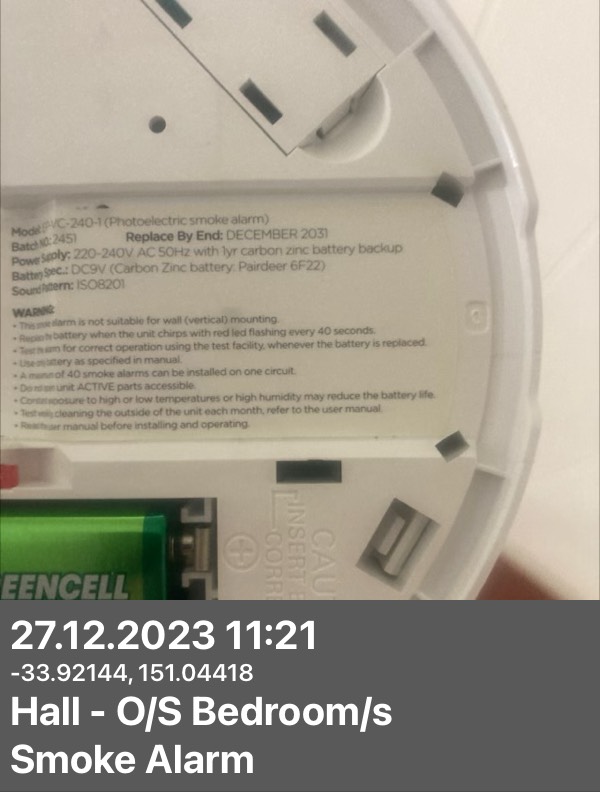 Model: PVC-240-1 (Photoelectric smoke alarm)
Batch NO: 2451 Replace By End: DECEMBER 2031
Power Supply: 220-240V AC 50Hz with 1yr carbon zinc battery backup
Battery Spec.: DC9V (Carbon Zinc battery: Pairdeer 6F22)
Sound Pattern: ISO8201
WARNING:
• This smoke alarm is not suitable for wall (vertical) mounting.
• Replace battery when the unit chirps with red led flashing every 40 seconds.
• Test alarm for correct operation using the test facility, whenever the battery is replaced.
• Use battery as specified in manual.
• A of 40 smoke alarms can be installed on one circuit.
• Do not unit ACTIVE parts accessible.
• exposure to high or low temperatures or high humidity may reduce the battery life.
• Test cleaning the outside of the unit each month, refer to the user manual.
• Read user manual before installing and operating.
EENCELL
INSERT B
CORRE
CAU
27.12.2023 11:21
-33.92144, 151.04418
Hall - O/S Bedroom/s
Smoke Alarm